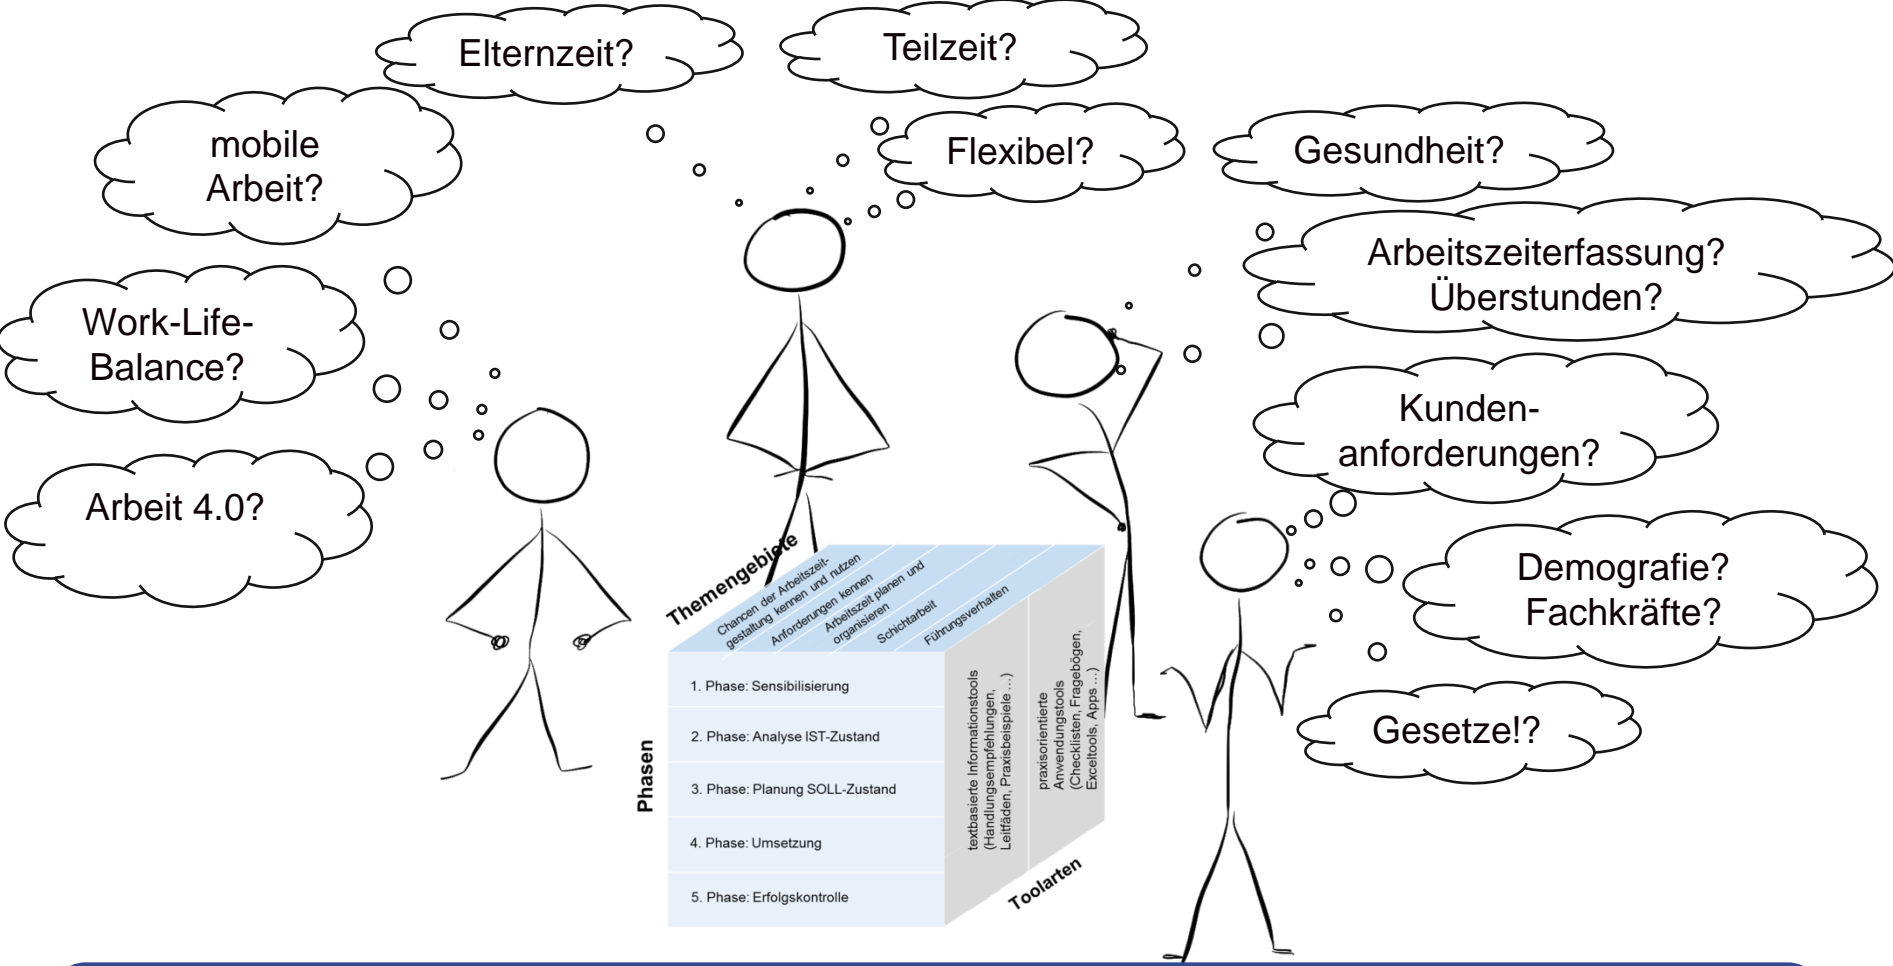 Elternzeit?
Teilzeit?
mobile
Arbeit?
Flexibel?
Gesundheit?
Arbeitszeiterfassung?
Überstunden?
Work-Life-
Balance?
Kunden-
anforderungen?
Arbeit 4.0?
Demografie?
Fachkräfte?
Gesetze!?
Themengebiete
Chancen der Arbeitszeit-
gestaltung kennen und nutzen
Anforderungen kennen
Arbeitszeit planen und
organisieren
Schichtarbeit
Führungsverhalten
Phasen
1. Phase: Sensibilisierung
2. Phase: Analyse IST-Zustand
3. Phase: Planung SOLL-Zustand
4. Phase: Umsetzung
5. Phase: Erfolgskontrolle
textbasierte Informationstools
(Handlungsempfehlungen,
Leitfäden, Praxisbeispiele ...)
praxisorientierte
Anwendungstools
(Checklisten, Fragebögen,
Exceltools, Apps ...)
Toolarten